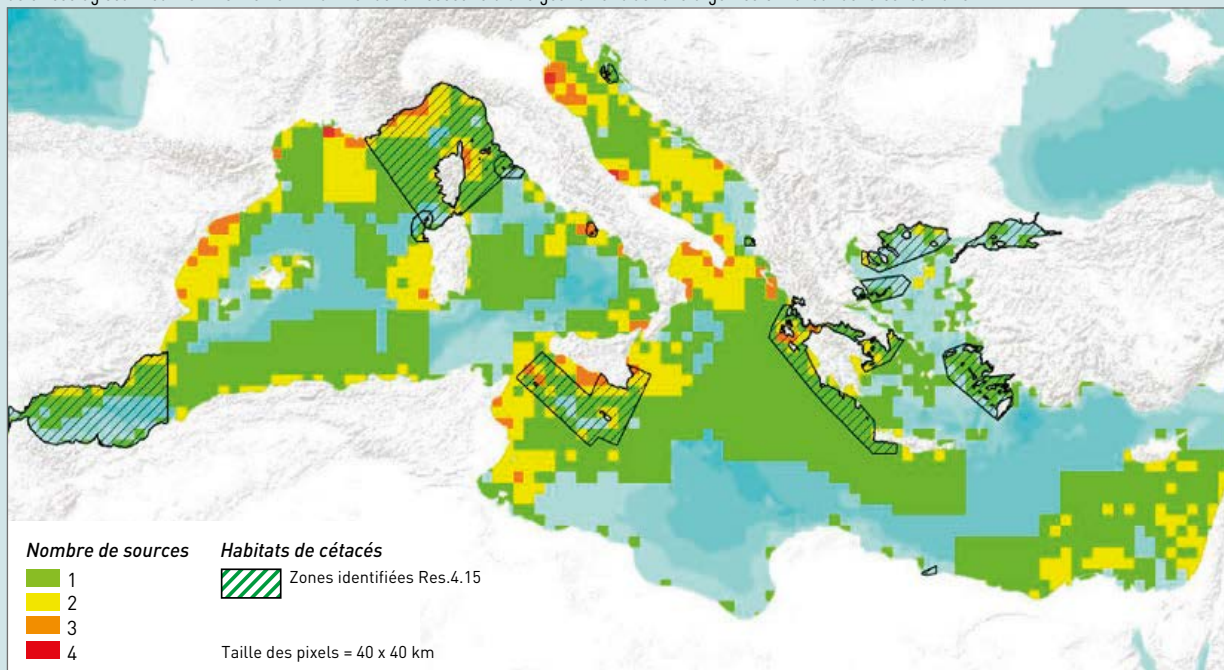 Nombre de sources
1
2
3
4
Habitats de cétacés
Zones identifiées Res.4.15
Taille des pixels = 40 x 40 km